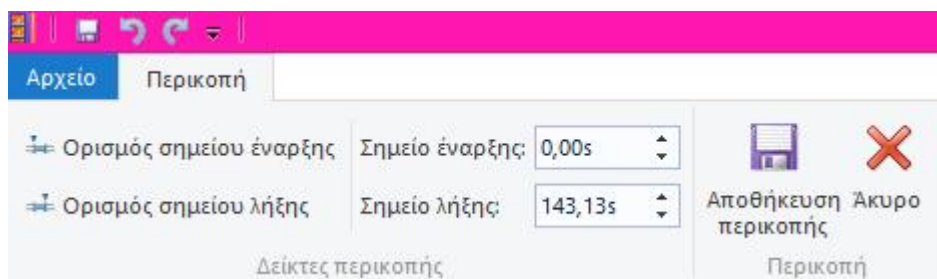 Αρχείο Περικοπή
Ορισμός σημείου έναρξης Σημείο έναρξης: 0,00s
Ορισμός σημείου λήξης Σημείο λήξης: 143,13s
Αποθήκευση περικοπής
Άκυρο
Δείκτες περικοπής Περικοπή